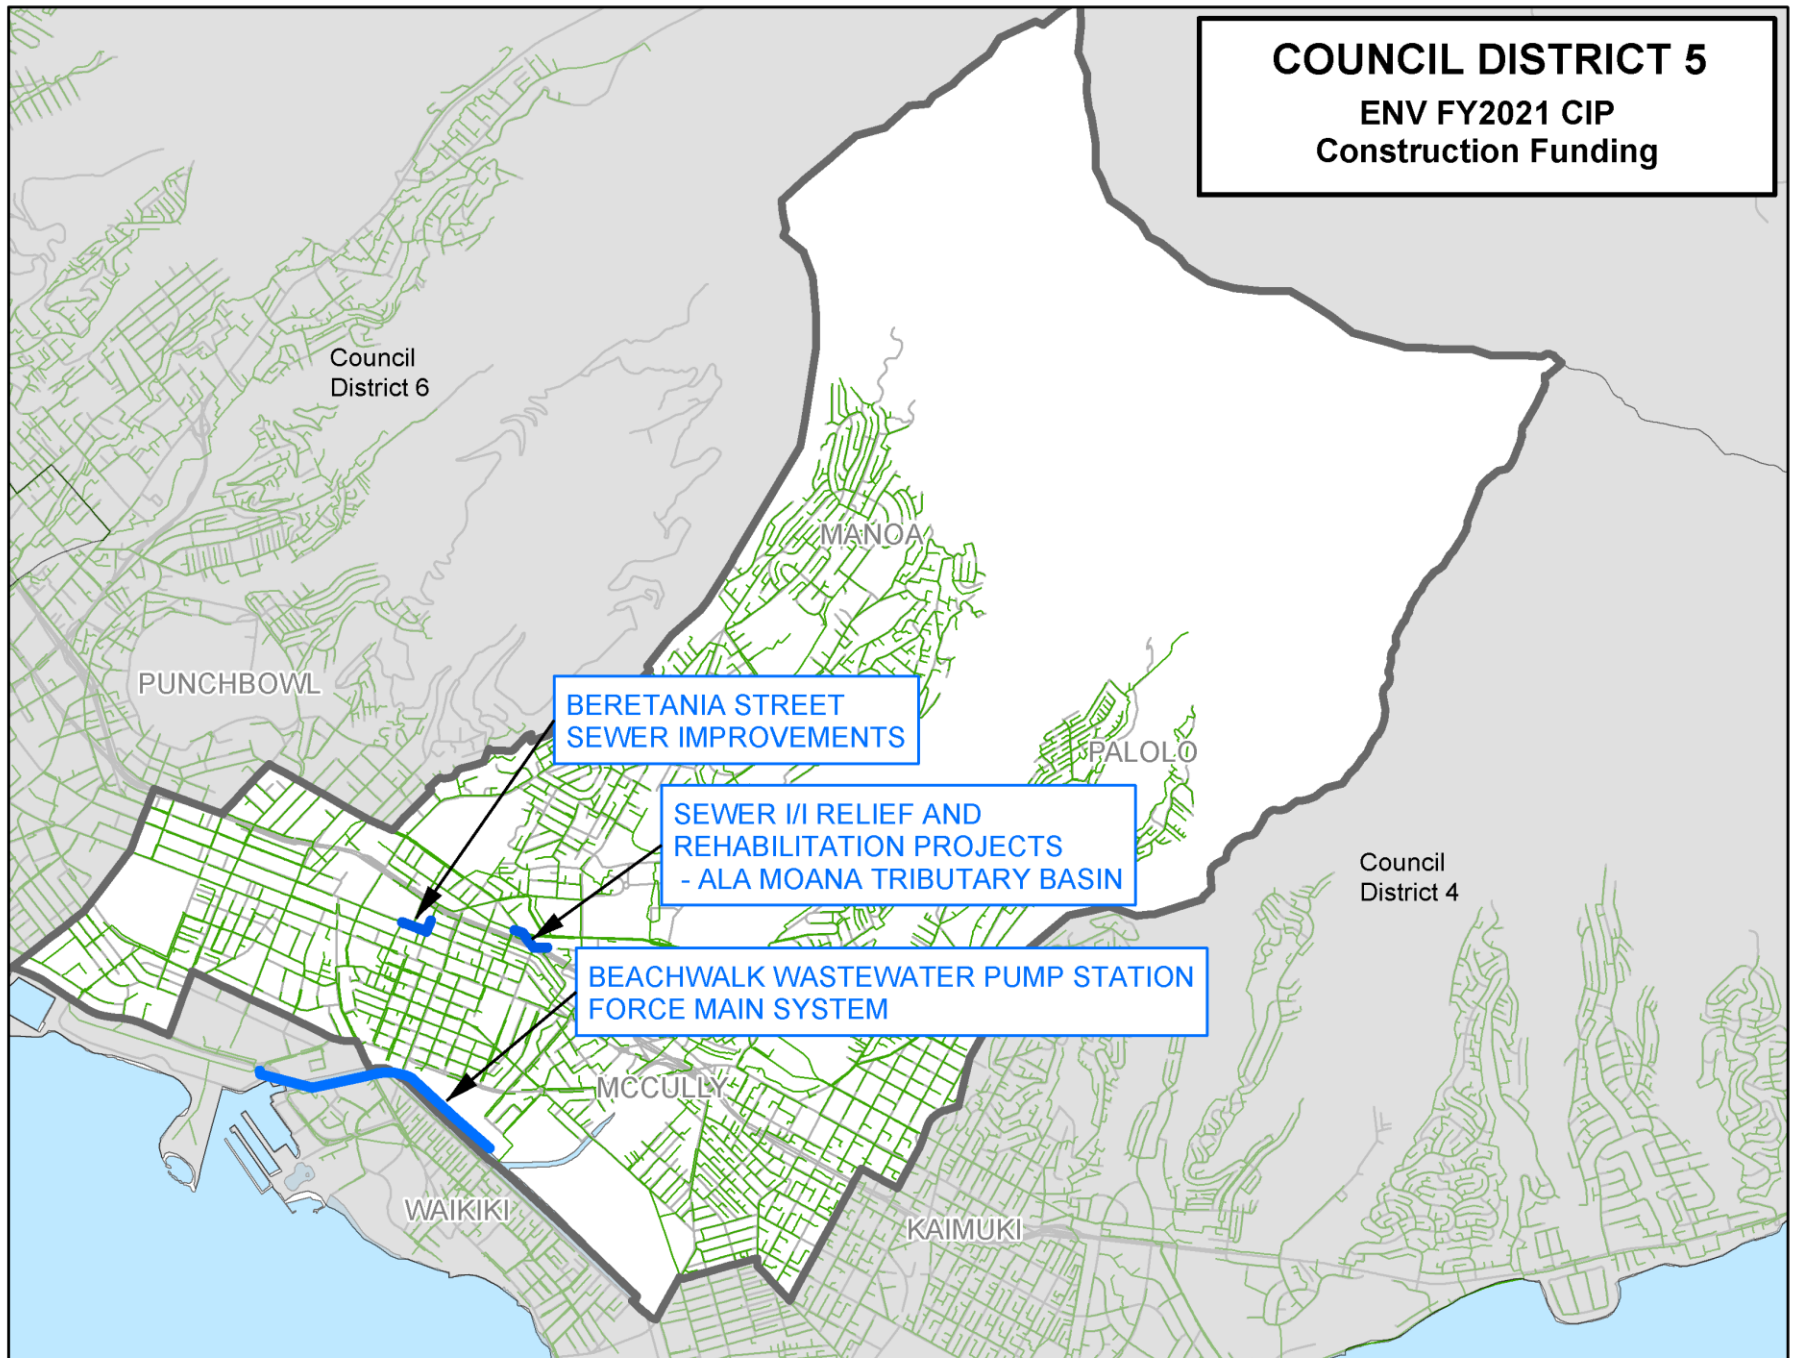 COUNCIL DISTRICT 5
ENV FY2021 CIP
Construction Funding
Council
District 6
MANOA
PUNCHBOWL
BERETANIA STREET
SEWER IMPROVEMENTS
PALOLO
SEWER I/I RELIEF AND
REHABILITATION PROJECTS
- ALA MOANA TRIBUTARY BASIN
Council
District 4
BEACHWALK WASTEWATER PUMP STATION
FORCE MAIN SYSTEM
MCCULLY
WAIKIKI
KAIMUKI